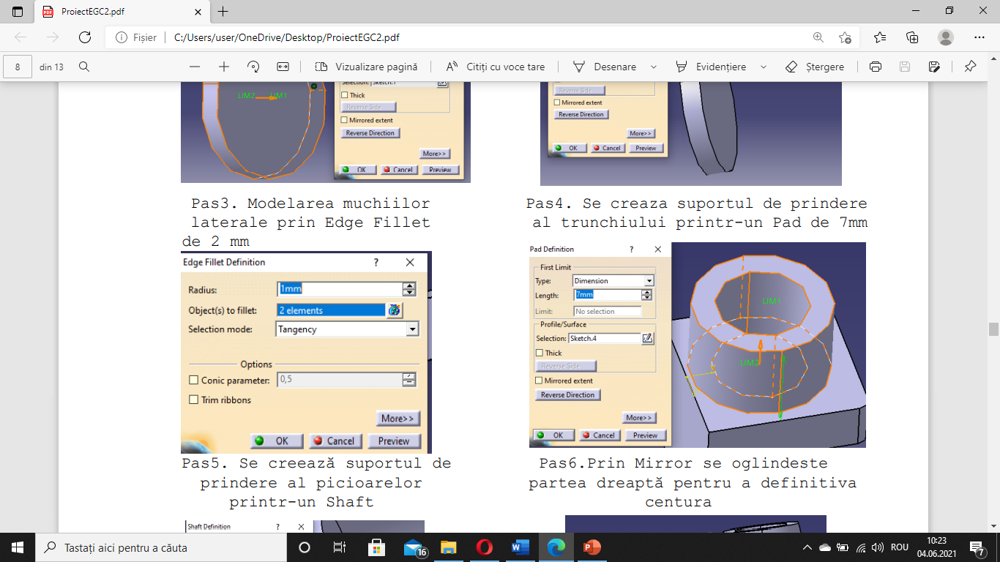 ProiectEGC2.pdf
Fișier
C:/Users/user/OneDrive/Desktop/ProiectEGC2.pdf
8 din 13
Vizualizare pagină
Citiți cu voce tare
Desenare
Evidențiere
Ștergere
Selection: Sketch.1
Thick
Reverse Side
Mirrored extent
Reverse Direction
More>>
OK Cancel Preview
LIM2 LIM1
Reverse Side
Mirrored extent
Reverse Direction
More>>
OK Cancel Preview
Pas3. Modelarea muchiilor
laterale prin Edge Fillet
de 2 mm
Pas4. Se creaza suportul de prindere
al trunchiului printr-un Pad de 7mm
Edge Fillet Definition ?
Radius: 1mm
Object(s) to fillet: 2 elements
Selection mode: Tangency
Options
Conic parameter: 0,5
Trim ribbons
More>>
OK Cancel Preview
Pad Definition ?
First Limit
Type: Dimension
Length: 7mm
Limit: No selection
Profile/Surface
Selection: Sketch.4
Thick
Reverse Side
Mirrored extent
Reverse Direction
More>>
OK Cancel Preview
LIM1
LIM2
Pas5. Se creează suportul de
prindere al picioarelor
printr-un Shaft
Pas6.Prin Mirror se oglindeste
partea dreaptă pentru a definitiva
centura
Shaft Definition ?
Tastați aici pentru a căuta
16
ROU
10:23
04.06.2021
7